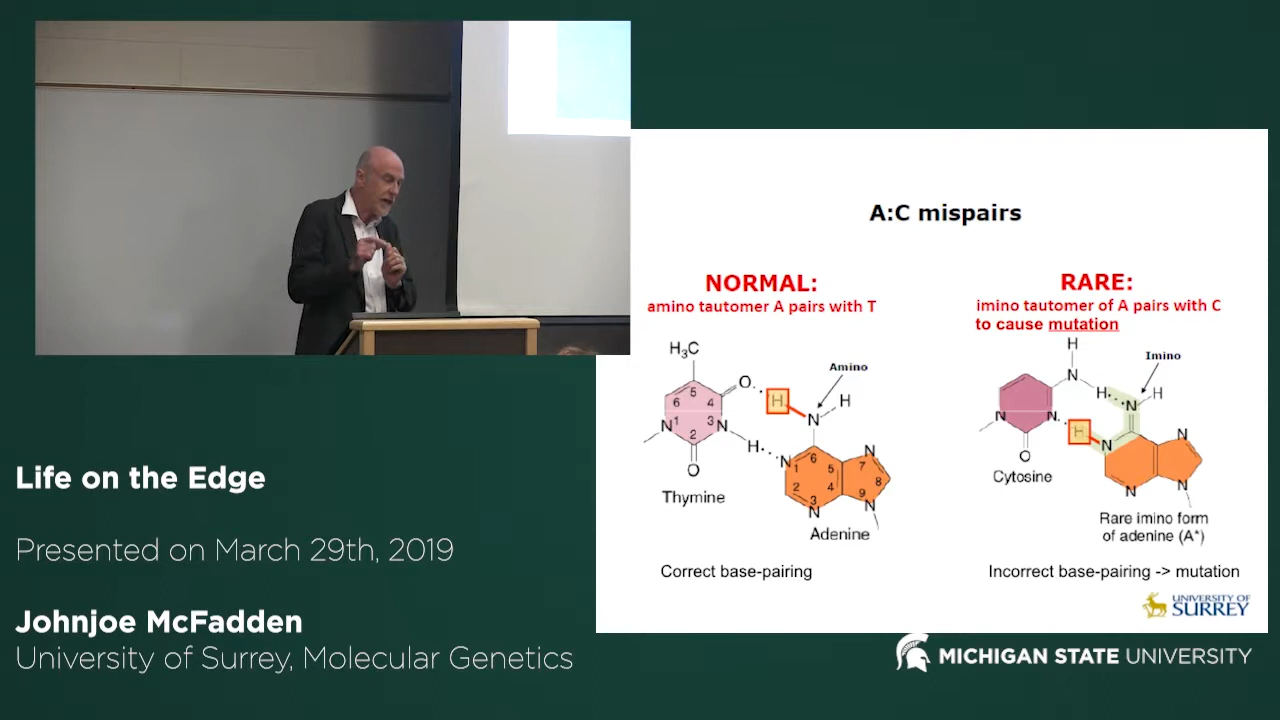 A:C mispairs
NORMAL:
amino tautomer A pairs with T
RARE:
imino tautomer of A pairs with C
to cause mutation
H₃C
O
H
Amino
H
N
5
6
4
N
1
3
N
2
H
O
Thymine
N
6
1
5
7
N
2
4
8
3
9
N
N
Adenine
Correct base-pairing
H
N
Imino
H
N
H
N
N
H
N
O
Cytosine
N
N
N
Rare imino form
of adenine (A*)
Incorrect base-pairing -> mutation
UNIVERSITY OF
SURREY
Life on the Edge
Presented on March 29th, 2019
Johnjoe McFadden
University of Surrey, Molecular Genetics
MICHIGAN STATE UNIVERSITY